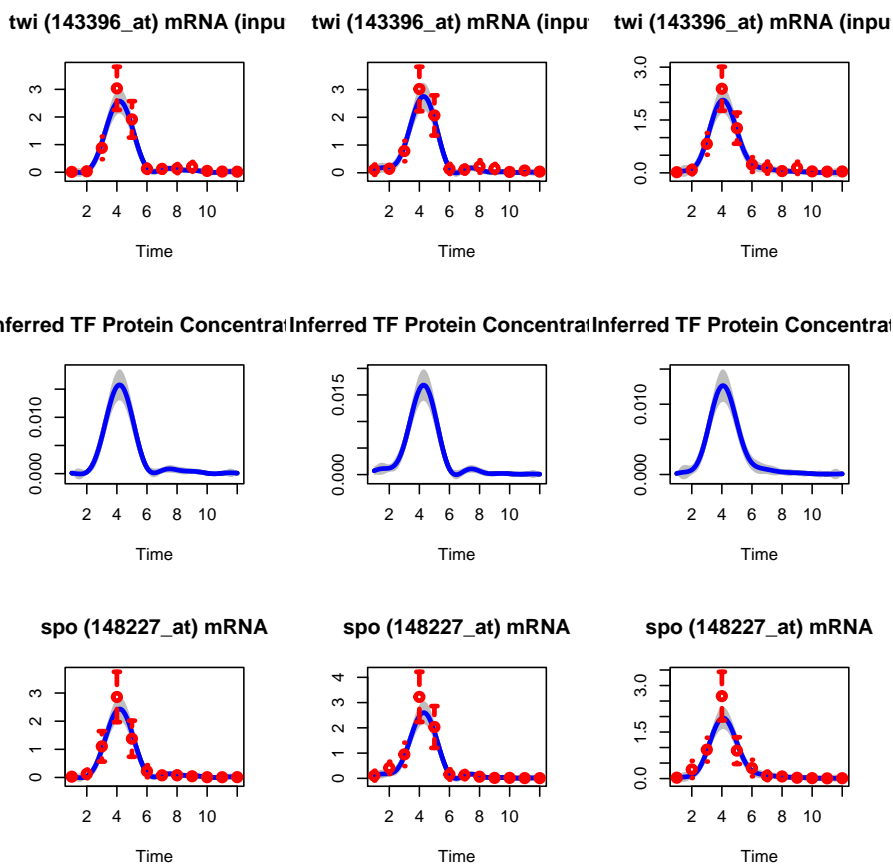 twi (143396_at) mRNA (inpu twi (143396_at) mRNA (inpu twi (143396_at) mRNA (inpu
3 3 3.0
2 2 1.5
1 1 0.0
0 0
2 4 6 8 10 2 4 6 8 10 2 4 6 8 10
Time Time Time
nferred TF Protein Concentrat Inferred TF Protein Concentrat Inferred TF Protein Concentrat
0.010 0.015 0.010
0.000 0.000 0.000
2 4 6 8 10 2 4 6 8 10 2 4 6 8 10
Time Time Time
spo (148227_at) mRNA spo (148227_at) mRNA spo (148227_at) mRNA
3 4 3.0
2 3 1.5
1 2 0.0
0 1
0
2 4 6 8 10 2 4 6 8 10 2 4 6 8 10
Time Time Time